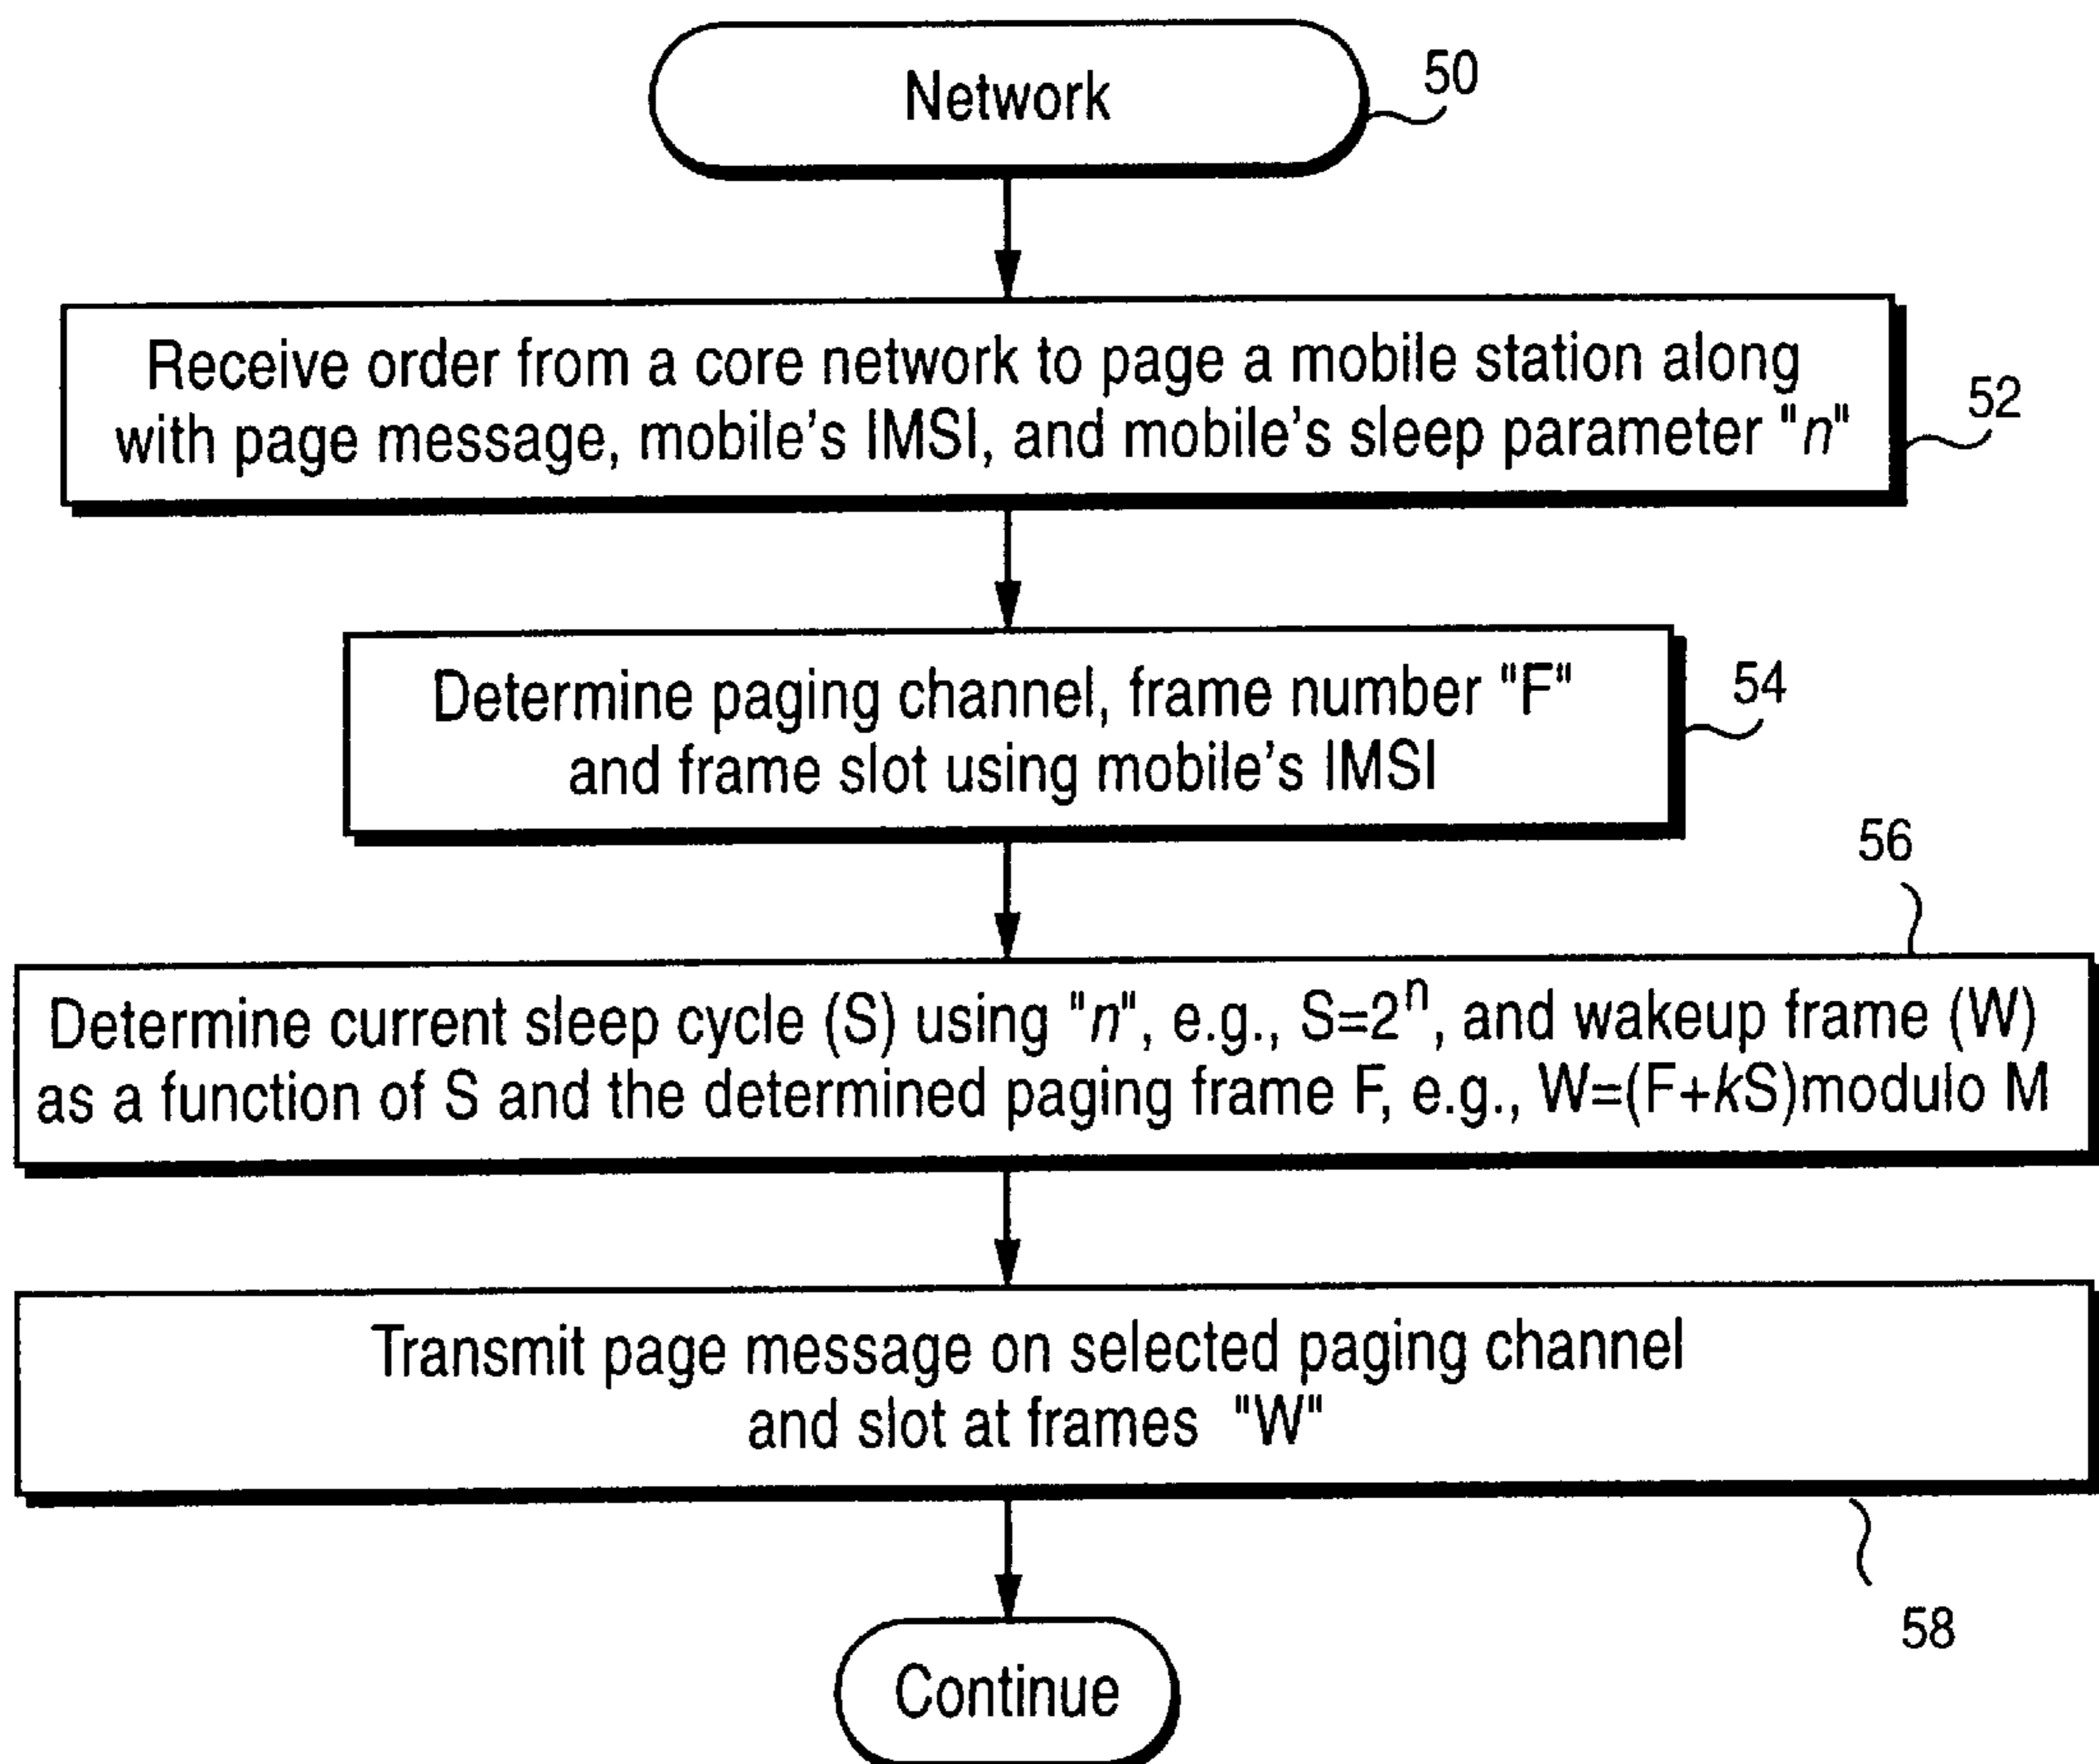 Network
50
Receive order from a core network to page a mobile station along
with page message, mobile's IMSI, and mobile's sleep parameter "n"
52
Determine paging channel, frame number "F"
and frame slot using mobile's IMSI
54
56
Determine current sleep cycle (S) using "n", e.g., S=2^n, and wakeup frame (W)
as a function of S and the determined paging frame F, e.g., W=(F+kS)modulo M
Transmit page message on selected paging channel
and slot at frames "W"
58
Continue